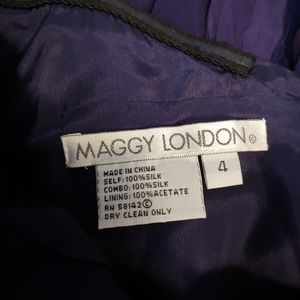 MAGGY LONDON©
4
MADE IN CHINA
SELF: 100% SILK
COMBO: 100% SILK
LINING: 100% ACETATE
RN 58142 ©
DRY CLEAN ONLY